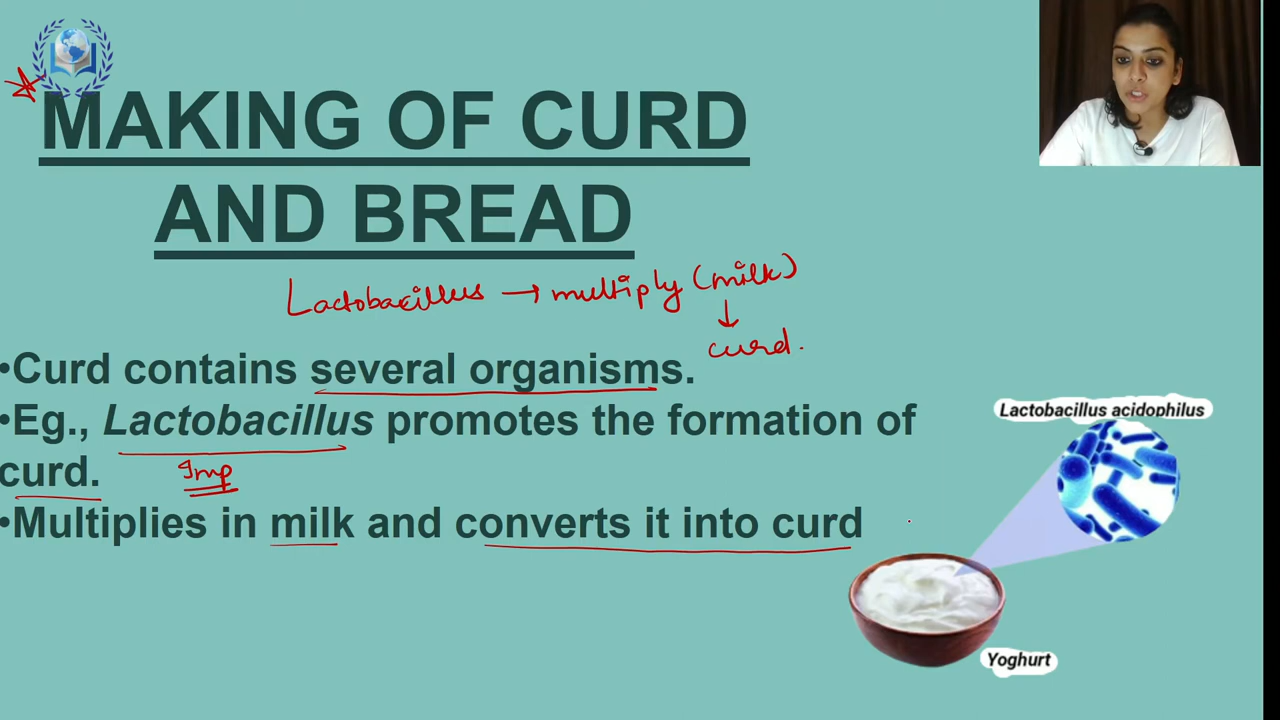 MAKING OF CURD
AND BREAD
Lactobacillus → multiply (milk)
↓
curd.
•Curd contains several organisms.
•Eg., Lactobacillus promotes the formation of
curd.
Imp
•Multiplies in milk and converts it into curd
Lactobacillus acidophilus
Yoghurt